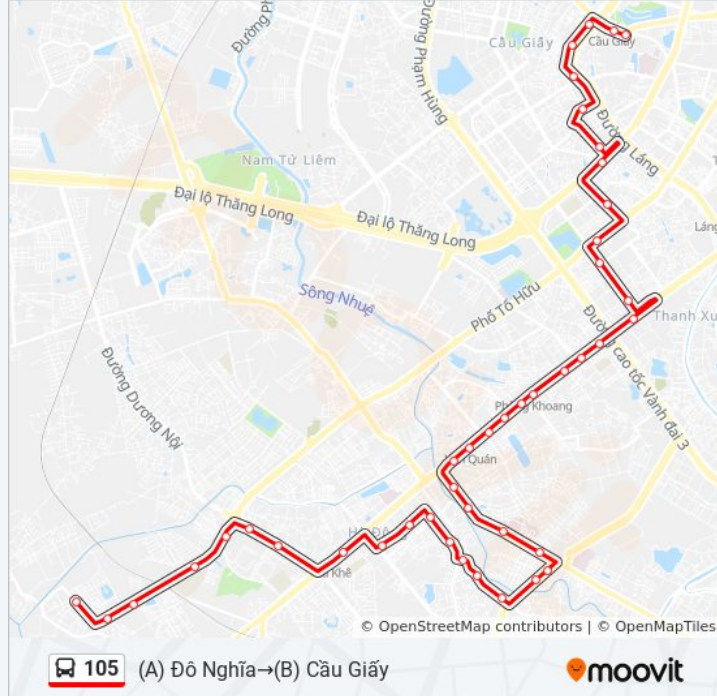 Đường Phạm Hùng
Cầu Giấy
Cầu Giấy
Đường Láng
Nam Từ Liêm
Đại lộ Thăng Long
Đại lộ Thăng Long
Sông Nhuệ
Phố Tố Hữu
Thanh Xu
Đường cao tốc Vành đai 3
Đường Dương Nội
Khoang
Quán
Khê
© OpenStreetMap contributors | © OpenMapTiles
105 (A) Đô Nghĩa→(B) Cầu Giấy
moovit